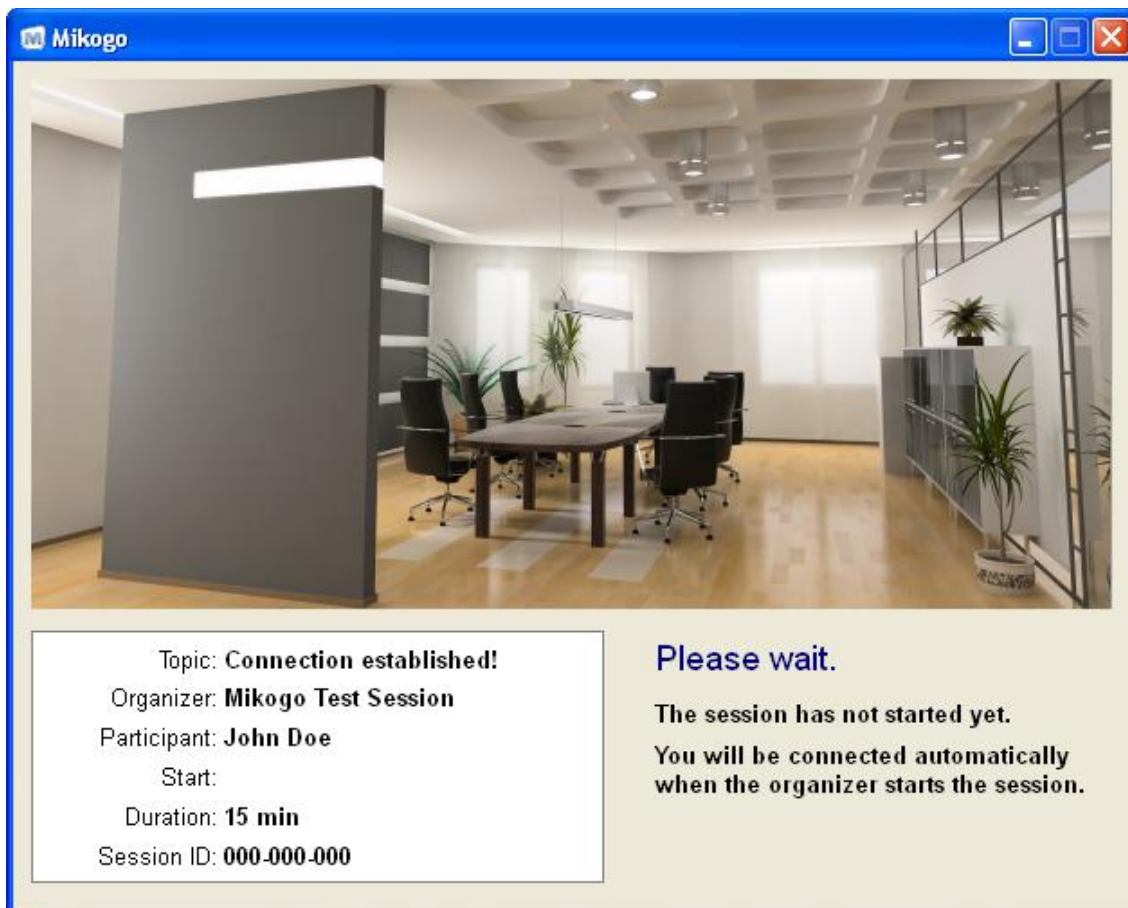 Mikogo
Topic: Connection established!
Organizer: Mikogo Test Session
Participant: John Doe
Start:
Duration: 15 min
Session ID: 000-000-000
Please wait.
The session has not started yet.
You will be connected automatically
when the organizer starts the session.